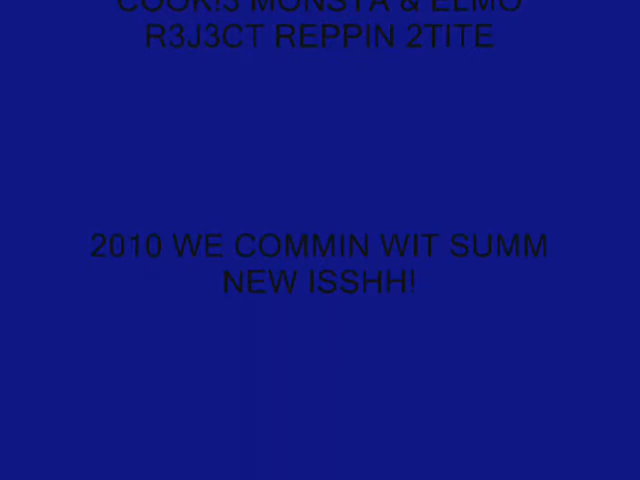 COOK!3 MONSTA & ELMO
R3J3CT REPPIN 2TITE
2010 WE COMMIN WIT SUMM
NEW ISSHH!